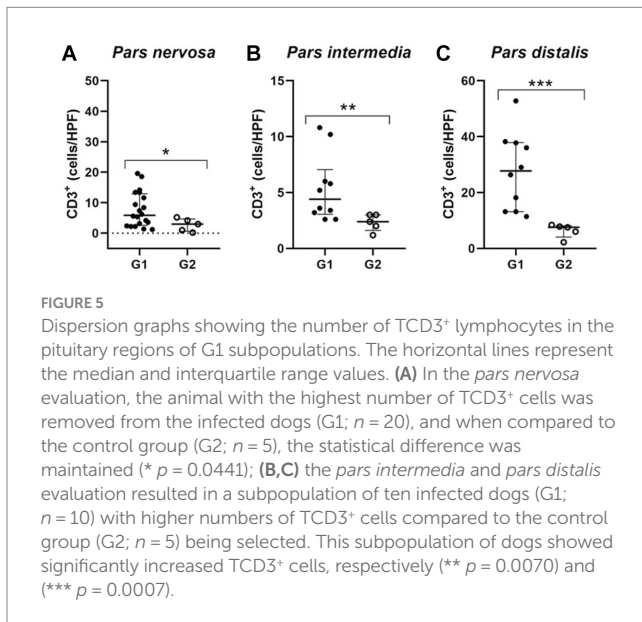 A Pars nervosa B Pars intermedia C Pars distalis
CD3+ (cells/HPF) 50 40 30 20 10 0 * G1 G2
CD3+ (cells/HPF) 15 10 5 0 ** G1 G2
CD3+ (cells/HPF) 60 40 20 0 *** G1 G2
FIGURE 5
Dispersion graphs showing the number of TCD3+ lymphocytes in the
pituitary regions of G1 subpopulations. The horizontal lines represent
the median and interquartile range values. (A) In the pars nervosa
evaluation, the animal with the highest number of TCD3+ cells was
removed from the infected dogs (G1; n = 20), and when compared to
the control group (G2; n = 5), the statistical difference was
maintained (* p = 0.0441); (B,C) the pars intermedia and pars distalis
evaluation resulted in a subpopulation of ten infected dogs (G1;
n = 10) with higher numbers of TCD3+ cells compared to the control
group (G2; n = 5) being selected. This subpopulation of dogs showed
significantly increased TCD3+ cells, respectively (** p = 0.0070) and
(*** p = 0.0007).